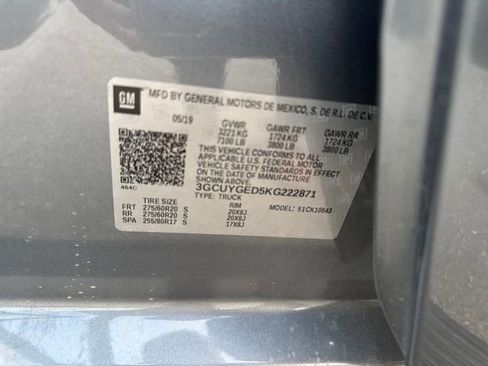 GM
MFD BY GENERAL MOTORS DE MEXICO, S. DE R.L. DE C.V.
05/19 GVWR GAWR FRT GAWR RR
3221 KG 1724 KG 1724 KG
7100 LB 3800 LB 3800 LB
THIS VEHICLE CONFORMS TO ALL APPLICABLE
U.S. FEDERAL MOTOR
VEHICLE SAFETY STANDARDS IN EFFECT ON THE
DATE OF MANUFACTURE SHOWN ABOVE.
464C 3GCUYGED5KG222871
TYPE: TRUCK
TIRE SIZE RIM MODEL: 51CK10543
FRT 275/60R20 S 20X9J
RR 275/60R20 S 20X9J
SPA 255/80R17 S 17X8J